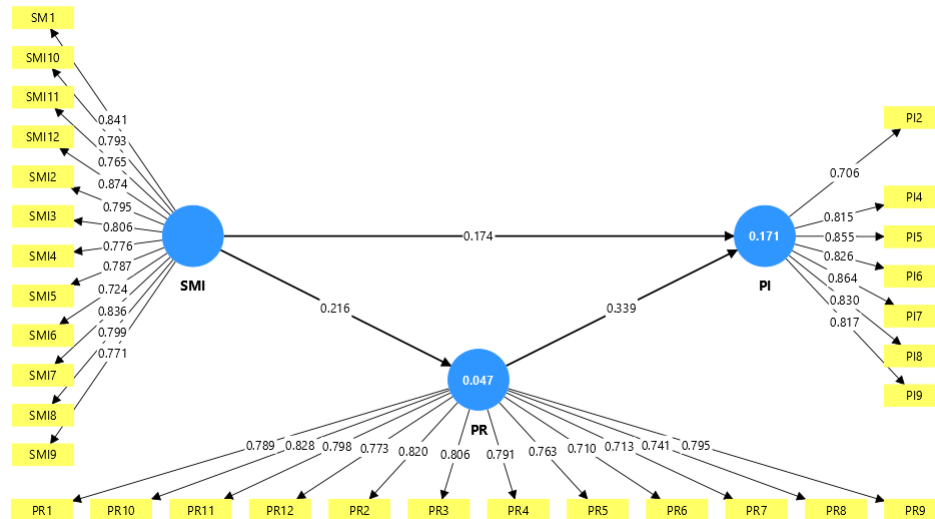 SM1
SMI10
SMI11
SMI12
SMI2
SMI3
SMI4
SMI5
SMI6
SMI7
SMI8
SMI9
0.841
0.793
0.765
0.874
0.795
0.806
0.776
0.787
0.724
0.836
0.799
0.771
SMI
0.174
0.216
0.339
0.171
PI
0.706
0.815
0.855
0.826
0.864
0.830
0.817
PI2
PI4
PI5
PI6
PI7
PI8
PI9
0.047
PR
0.789 0.828 0.798 0.773 0.820 0.806 0.791 0.763 0.710 0.713 0.741 0.795
PR1 PR10 PR11 PR12 PR2 PR3 PR4 PR5 PR6 PR7 PR8 PR9